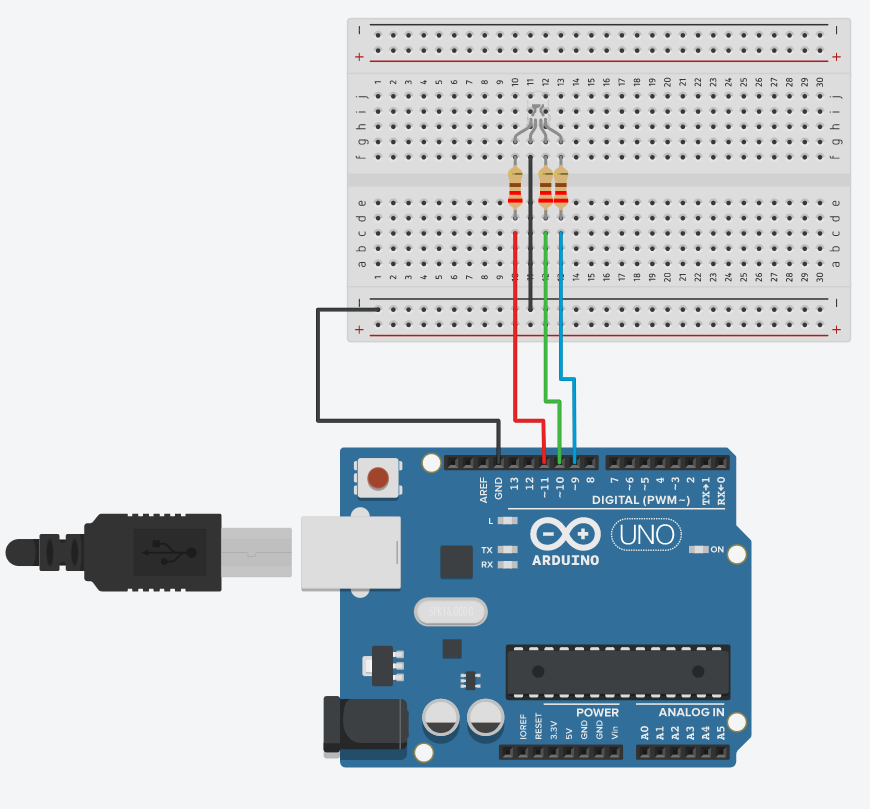 − −
+ +
1 2 3 4 5 6 7 8 9 10 11 12 13 14 15 16 17 18 19 20 21 22 23 24 25 26 27 28 29 30
j j
i i
h h
g g
f f
e e
d d
c c
b b
a a
1 2 3 4 5 6 7 8 9 10 11 12 13 14 15 16 17 18 19 20 21 22 23 24 25 26 27 28 29 30
− −
+ +
AREF GND 13 12 ~11 ~10 ~9 8 7 ~6 ~5 4 ~3 2 TX→1 RX←0
DIGITAL (PWM~)
L
TX
RX
UNO
ARDUINO
ON
SPK16.000G
POWER ANALOG IN
IOREF RESET 3.3V 5V GND GND Vin A0 A1 A2 A3 A4 A5